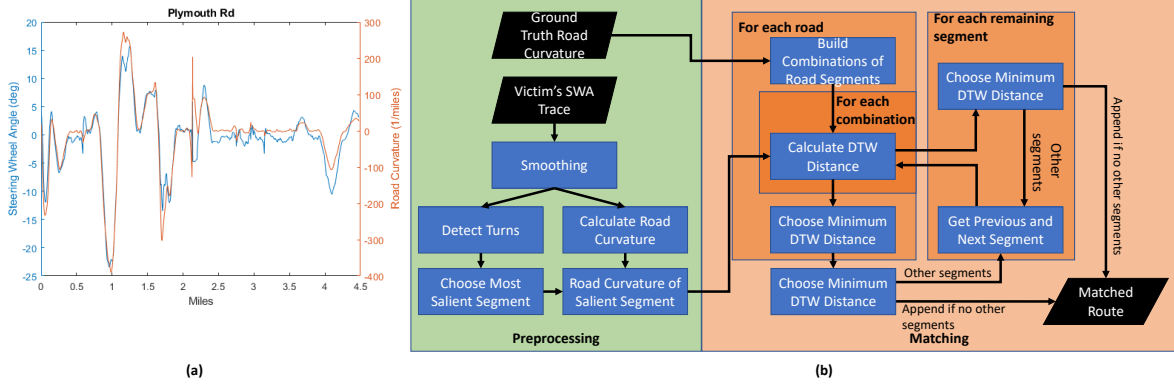 Plymouth Rd
Steering Wheel Angle (deg)
20
15
10
5
0
-5
-10
-15
-20
-25
300
200
100
0
-100
-200
-300
-400
Road Curvature (1/miles)
0
0.5
1
1.5
2
2.5
3
3.5
4
4.5
Miles
(a)
Ground
Truth Road
Curvature
Victim's SWA
Trace
Smoothing
Detect Turns
Calculate Road
Curvature
Choose Most
Salient Segment
Road Curvature of
Salient Segment
Preprocessing
For each road
Build
Combinations of
Road Segments
For each
combination
Calculate DTW
Distance
Choose Minimum
DTW Distance
Choose Minimum
DTW Distance
For each remaining
segment
Choose Minimum
DTW Distance
Other
segments
Get Previous and
Next Segment
Other segments
Append if no other
segments
Append if no other segments
Matched
Route
Matching
(b)